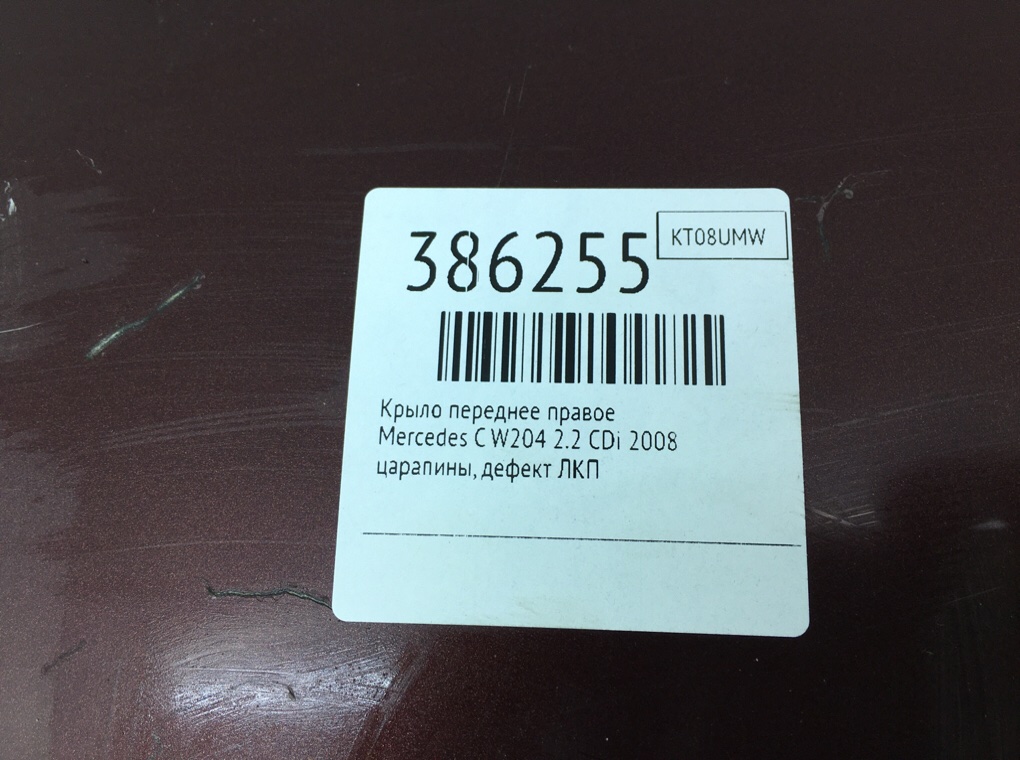 386255
KT08UMW
Крыло переднее правое
Mercedes C W204 2.2 CDi 2008
царапины, дефект ЛКП